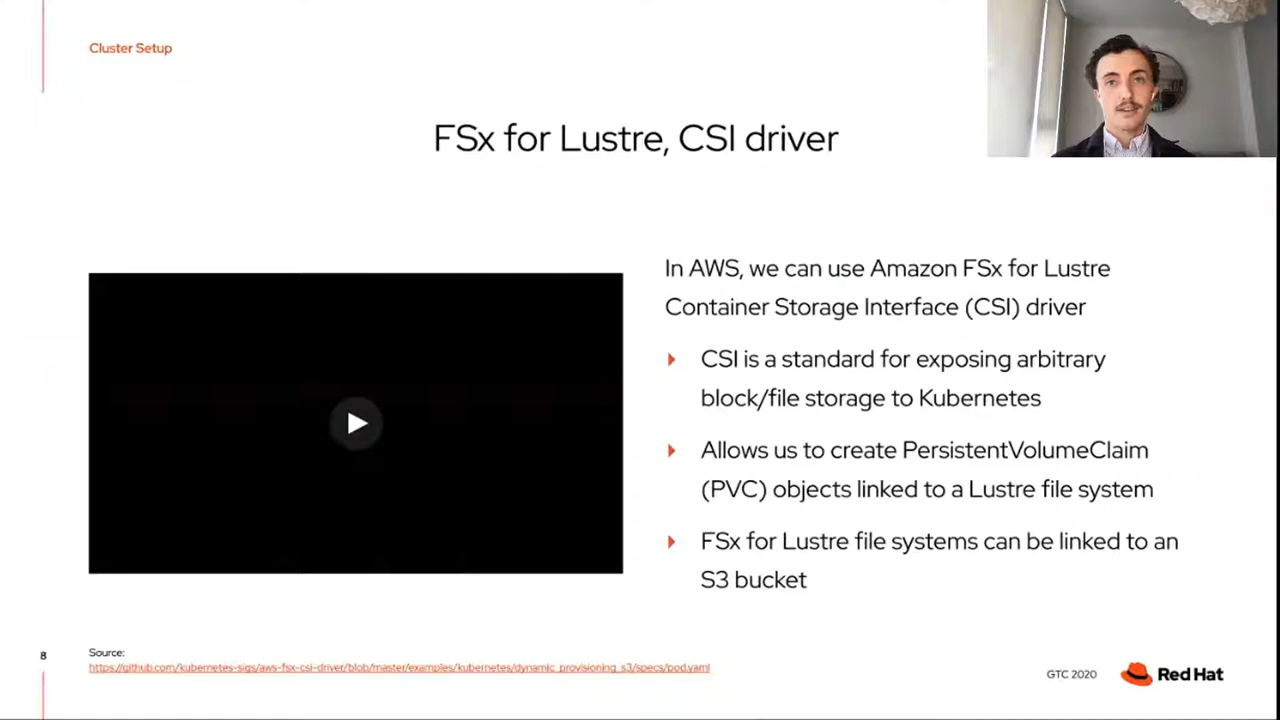 Cluster Setup
FSx for Lustre, CSI driver
In AWS, we can use Amazon FSx for Lustre
Container Storage Interface (CSI) driver
CSI is a standard for exposing arbitrary
block/file storage to Kubernetes
Allows us to create PersistentVolumeClaim
(PVC) objects linked to a Lustre file system
FSx for Lustre file systems can be linked to an
S3 bucket
8
Source:
https://github.com/kubernetes-sigs/aws-fsx-csi-driver/blob/master/examples/kubernetes/dynamic_provisioning_s3/specs/pod.yaml
GTC 2020
Red Hat